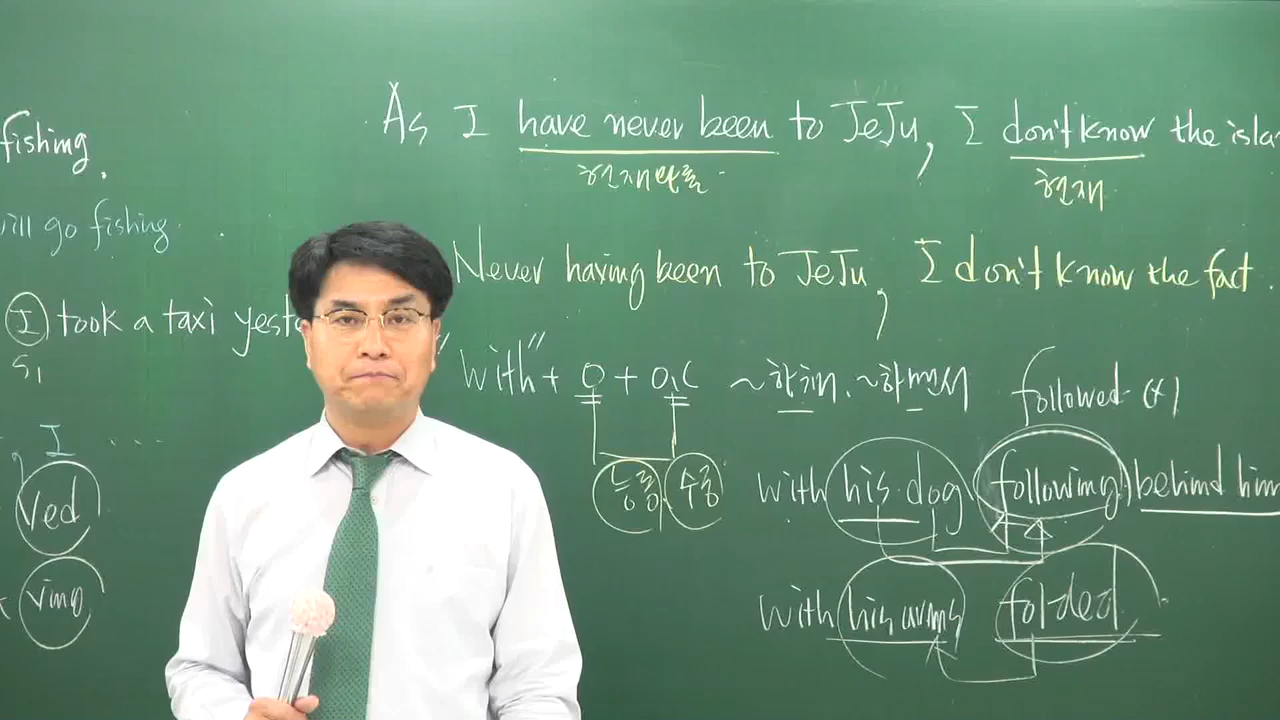 fishing.
will go fishing.
I took a taxi yest
S1
I ....
ved
ving
As I have never been to JeJu, I don't know the isla
현재완료
현재
Never having been to JeJu, I don't know the fact.
"with" + O + O.C ~한채, ~하면서
followed (x)
능동 수동
with his dog following behind him
with his arms folded